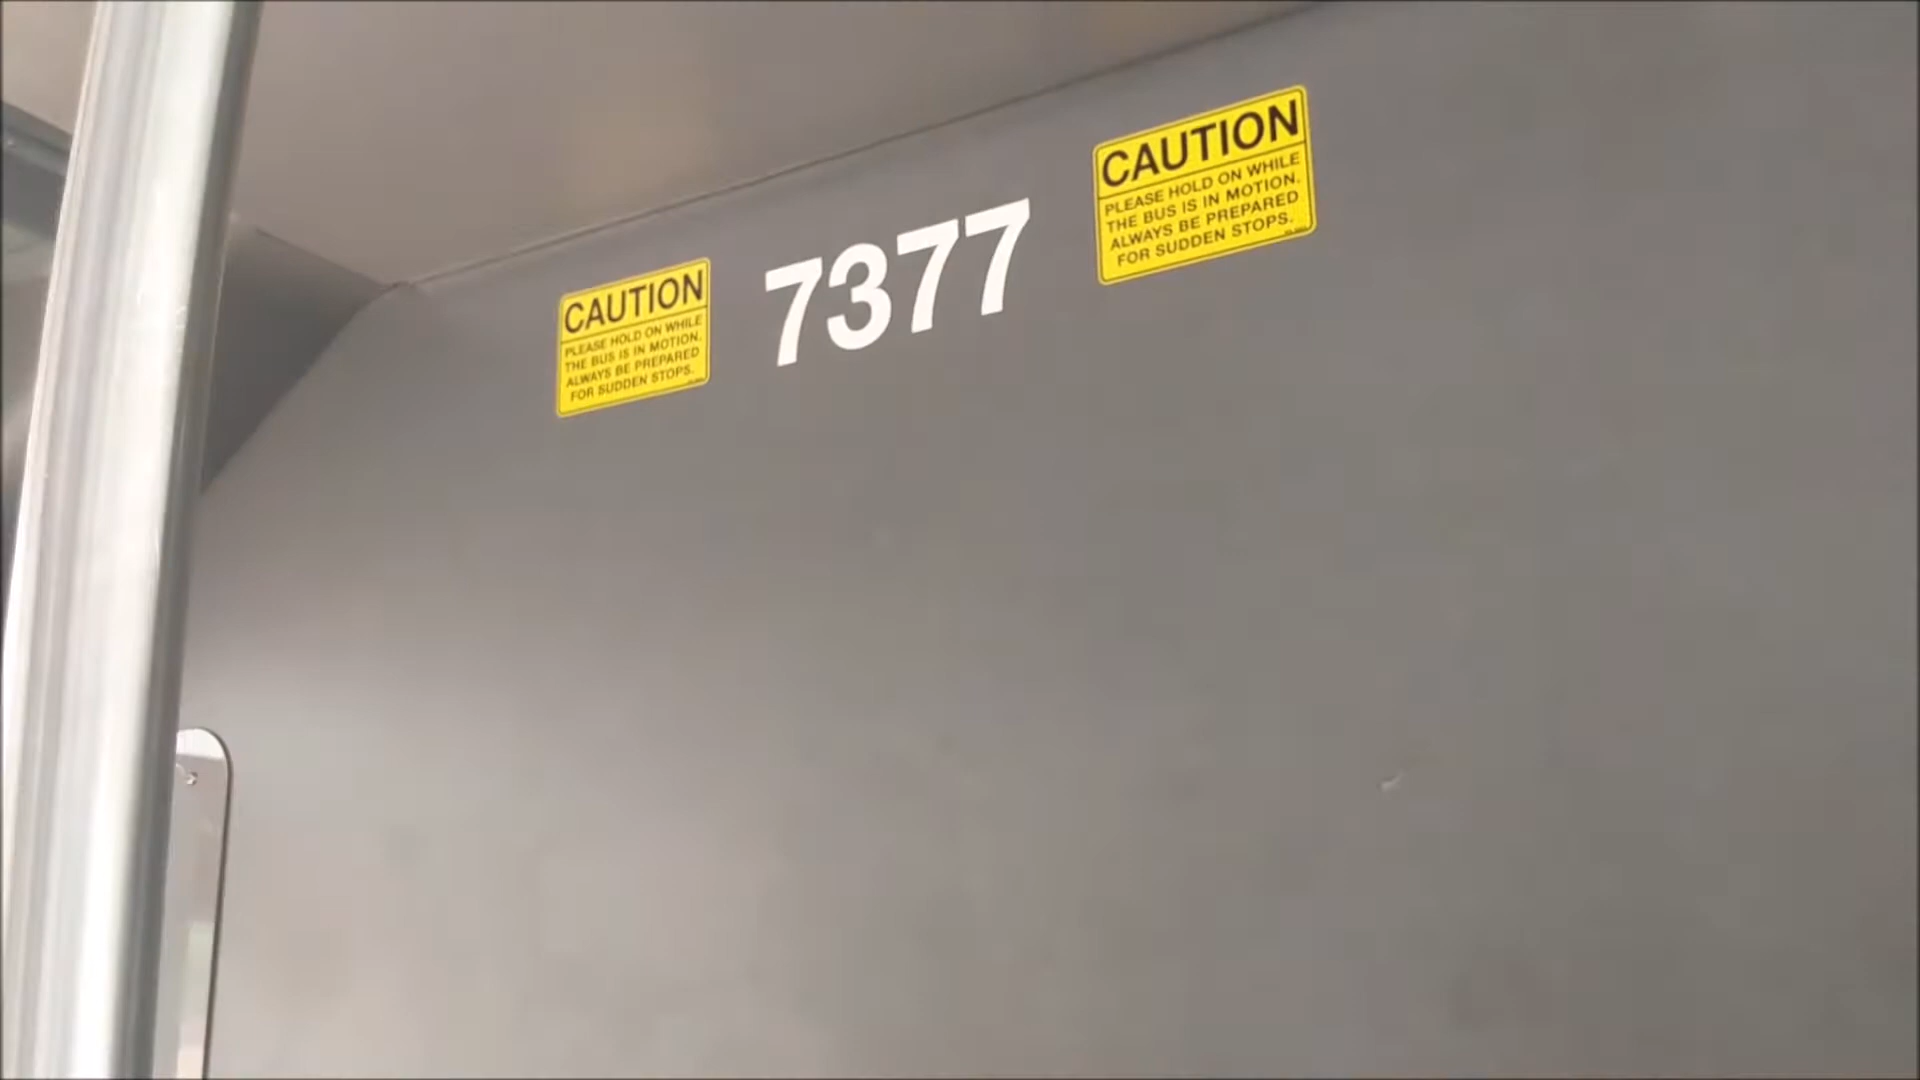 CAUTION
PLEASE HOLD ON WHILE
THE BUS IS IN MOTION.
ALWAYS BE PREPARED
FOR SUDDEN STOPS.
7377
CAUTION
PLEASE HOLD ON WHILE
THE BUS IS IN MOTION.
ALWAYS BE PREPARED
FOR SUDDEN STOPS.